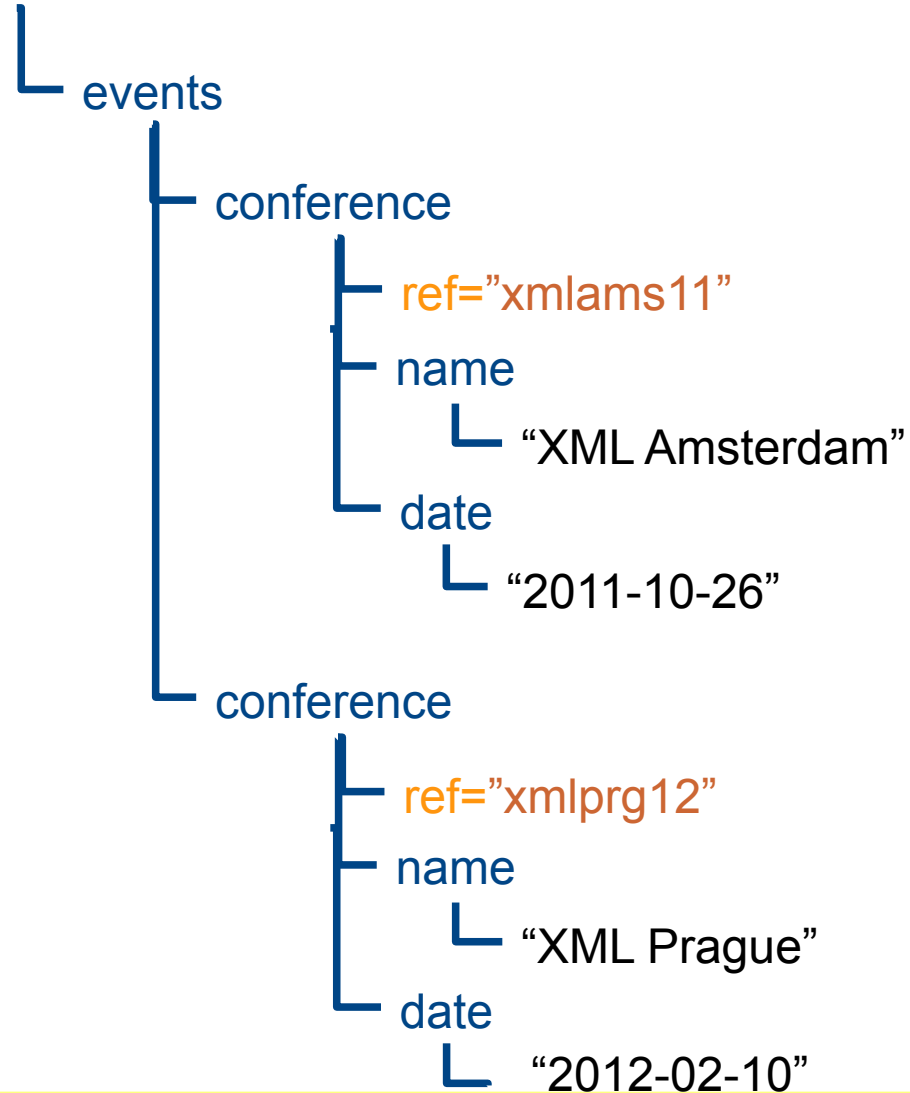 events
conference
ref=”xmlams11”
name
“XML Amsterdam”
date
“2011-10-26”
conference
ref=”xmlprg12”
name
“XML Prague”
date
“2012-02-10”